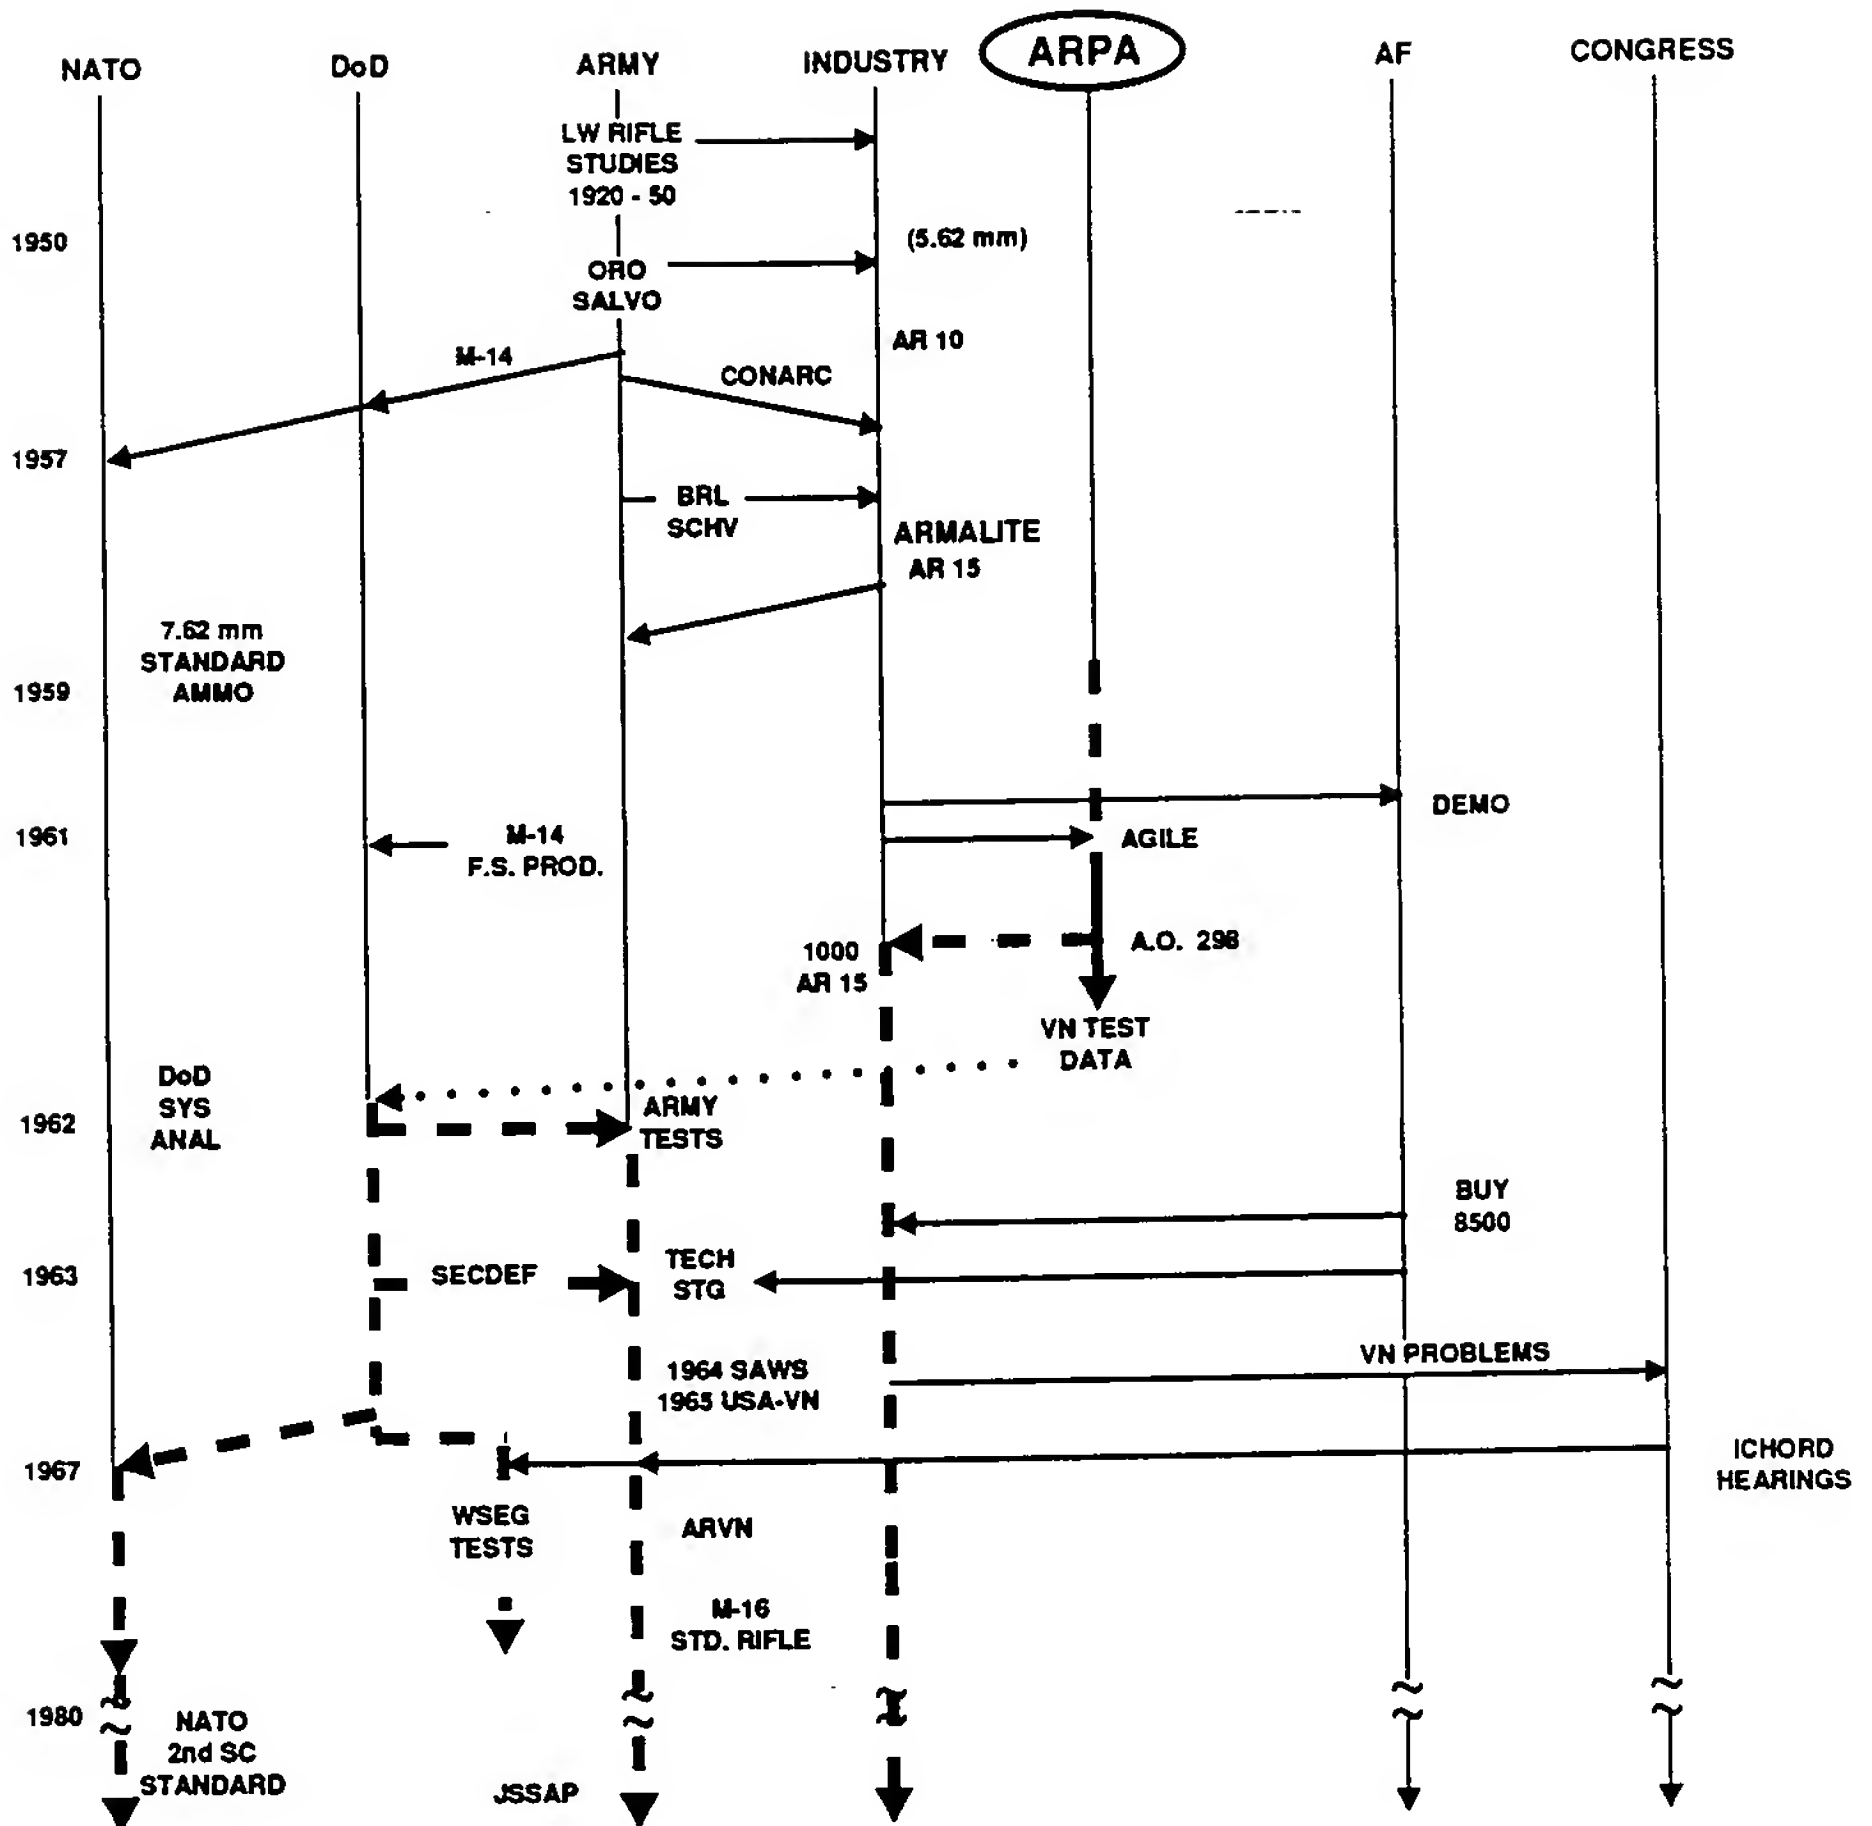 NATO
DoD
ARMY
INDUSTRY
ARPA
AF
CONGRESS
LW RIFLE
STUDIES
1920 - 50
1950
(5.62 mm)
ORO
SALVO
AR 10
M-14
CONARC
1957
BRL
SCHV
ARMALITE
AR 15
7.62 mm
STANDARD
AMMO
1959
DEMO
1961
M-14
F.S. PROD.
AGILE
1000
AR 15
A.O. 298
VN TEST
DATA
DoD
SYS
ANAL
1962
ARMY
TESTS
BUY
8500
1963
SECDEF
TECH
STG
VN PROBLEMS
1964 SAWS
1965 USA-VN
1967
ICHORD
HEARINGS
WSEG
TESTS
ARVN
M-16
STD. RIFLE
1980
NATO
2nd SC
STANDARD
JSSAP